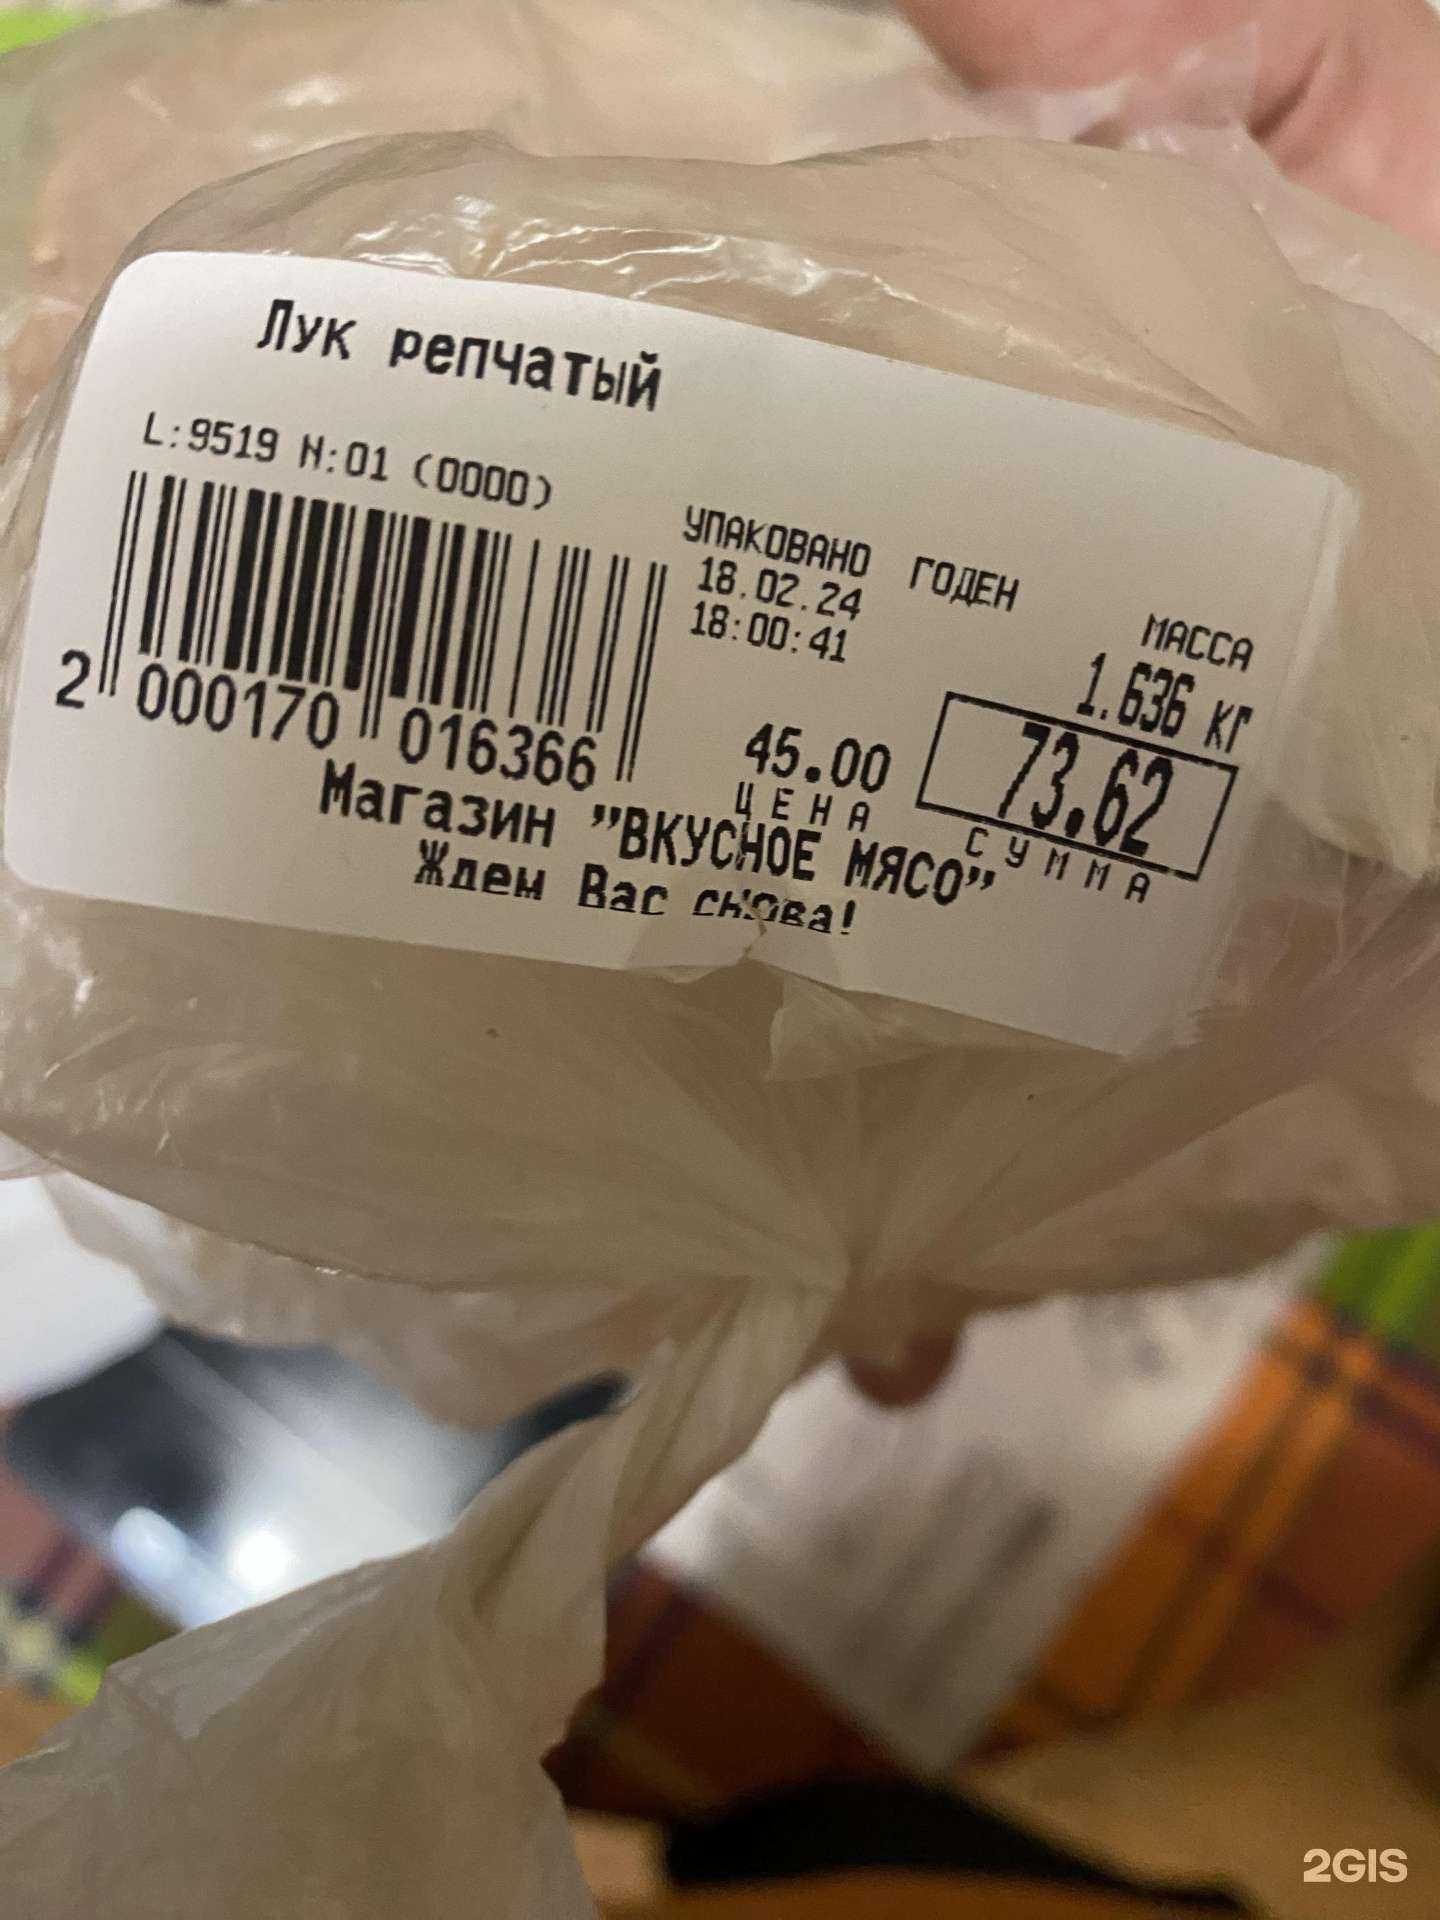 Лук репчатый
L:9519 N:01 (0000)
УПАКОВАНО ГОДЕН
18.02.24
18:00:41
МАССА
1.636 кг
2 000170 016366
45.00
ЦЕНА
73.62
СУММА
Магазин "ВКУСНОЕ МЯСО"
Ждем Вас снова!
2GIS